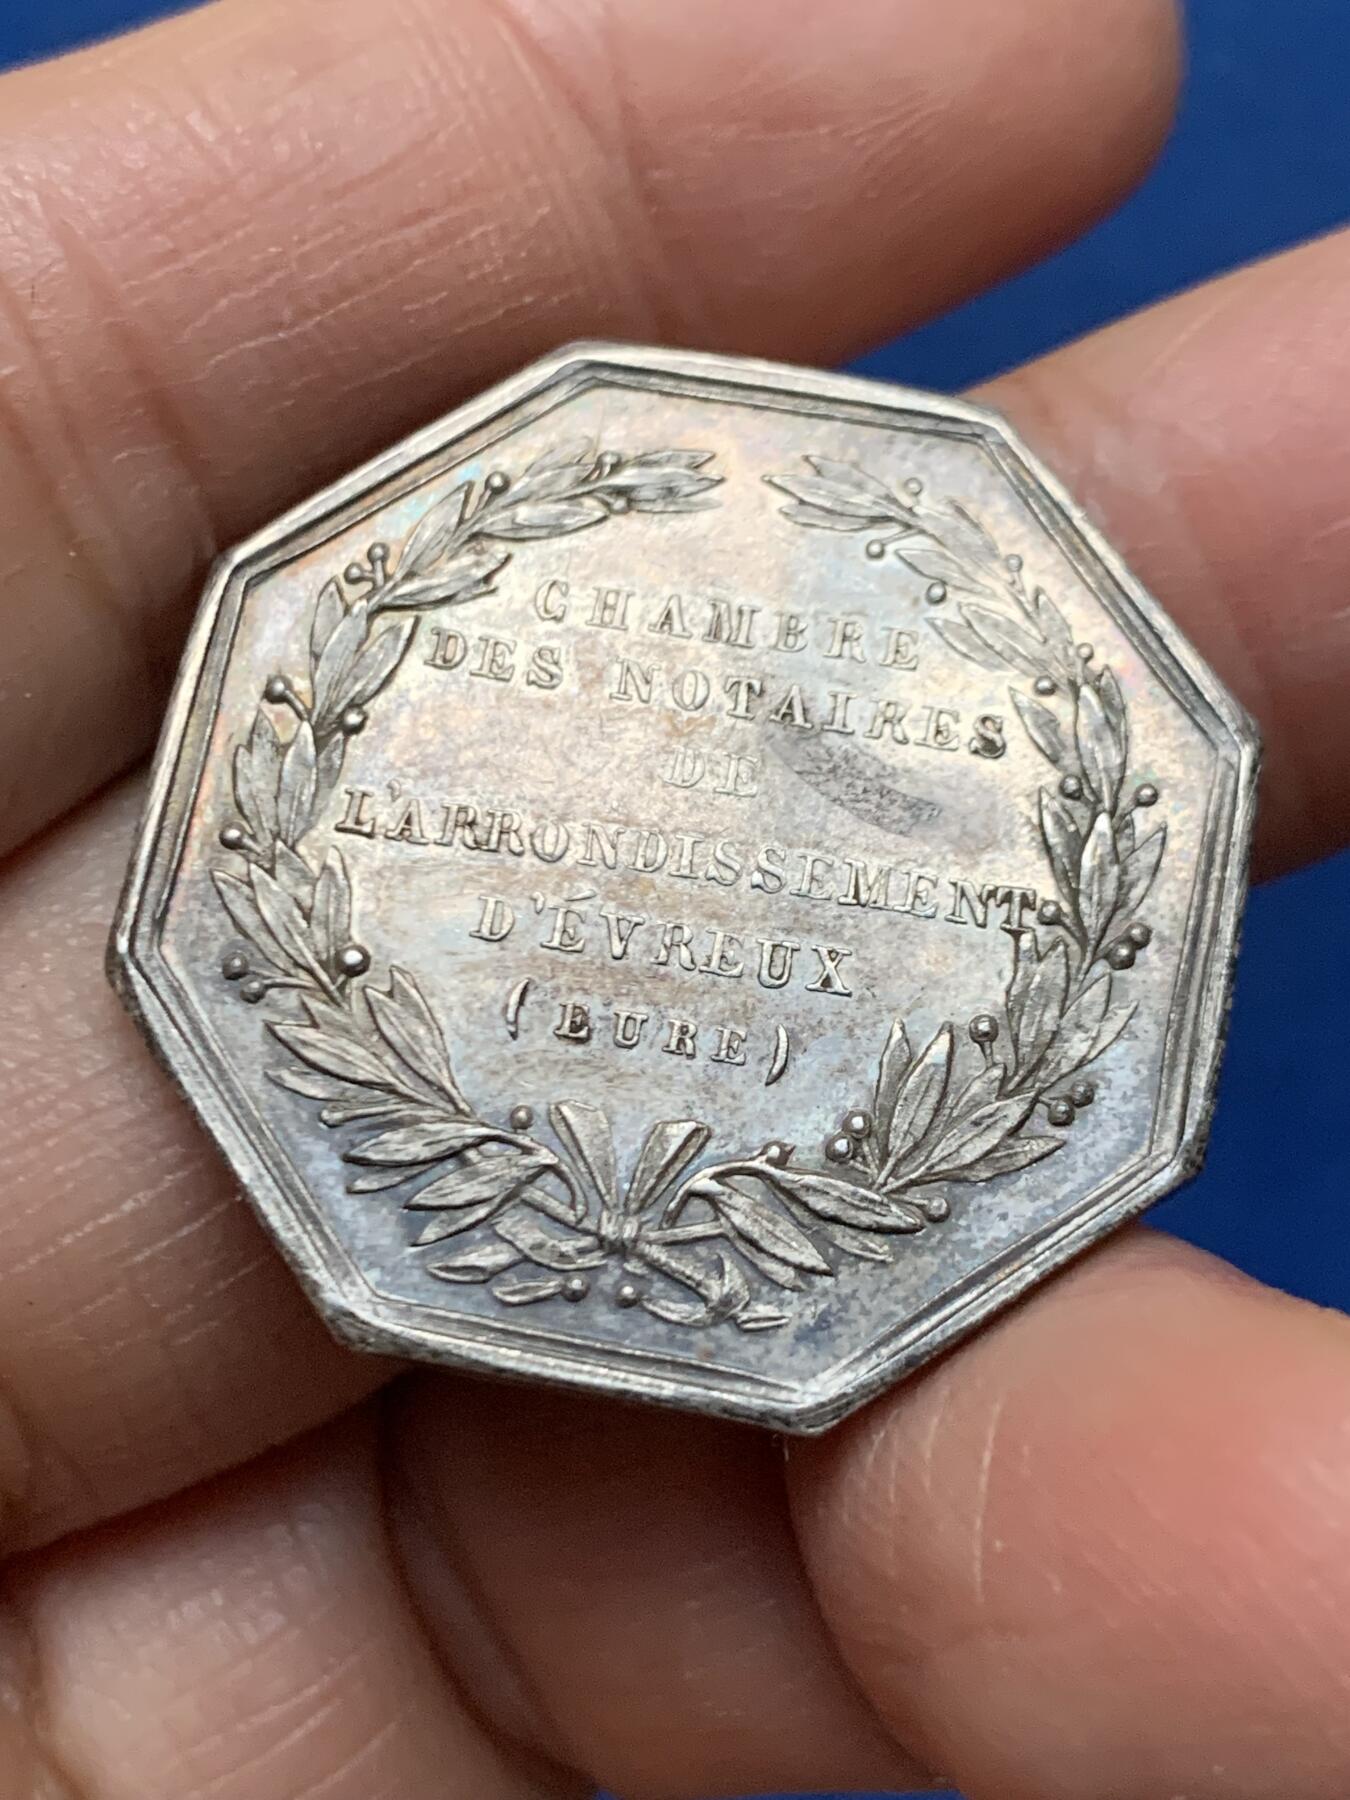 CHAMBRE
DES NOTAIRES
DE
L'ARRONDISSEMENT
D'ÉVREUX
(EURE)